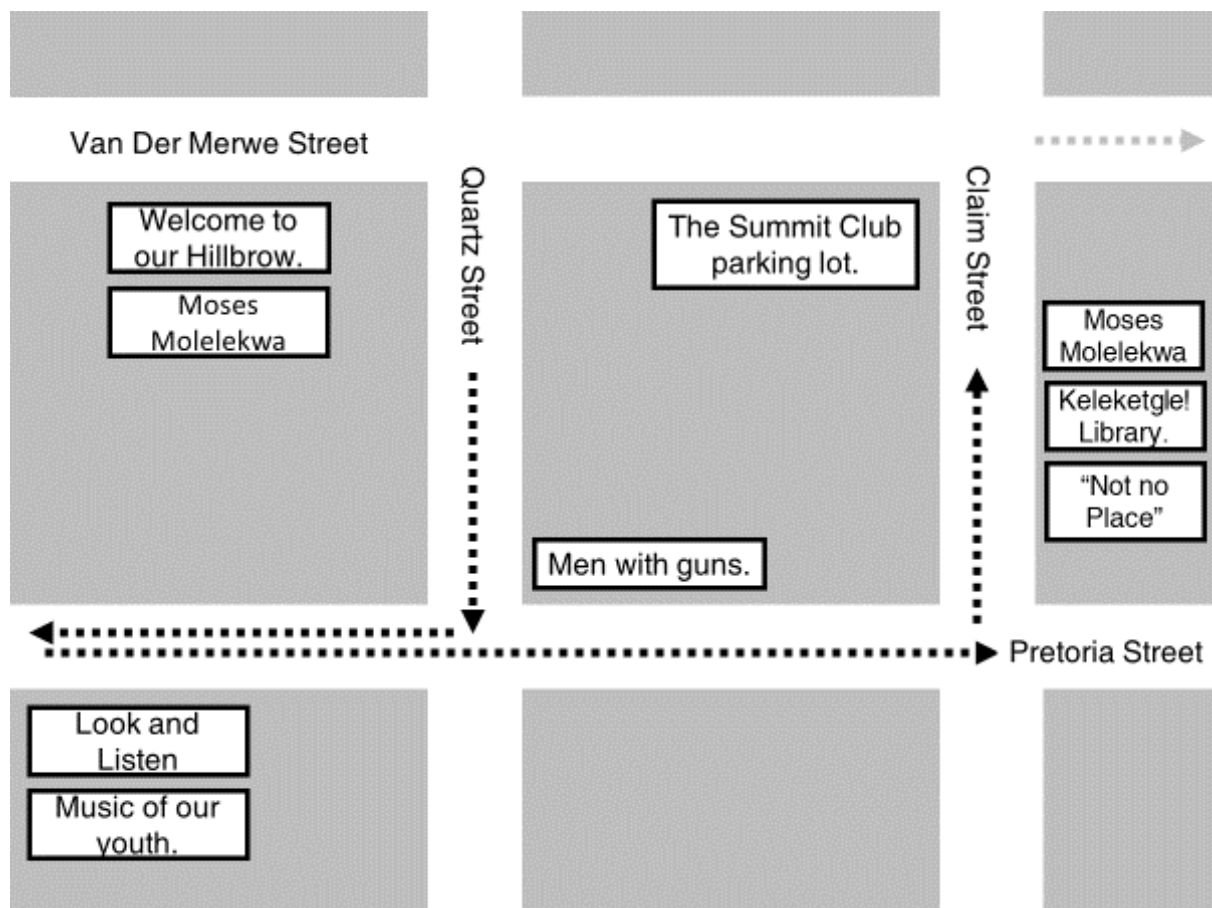 Van Der Merwe Street
Welcome to
our Hillbrow.
Moses
Molelekwa
Quartz Street
The Summit Club
parking lot.
Claim Street
Moses
Molelekwa
Keleketgle!
Library.
“Not no
Place”
Men with guns.
Pretoria Street
Look and
Listen
Music of our
youth.